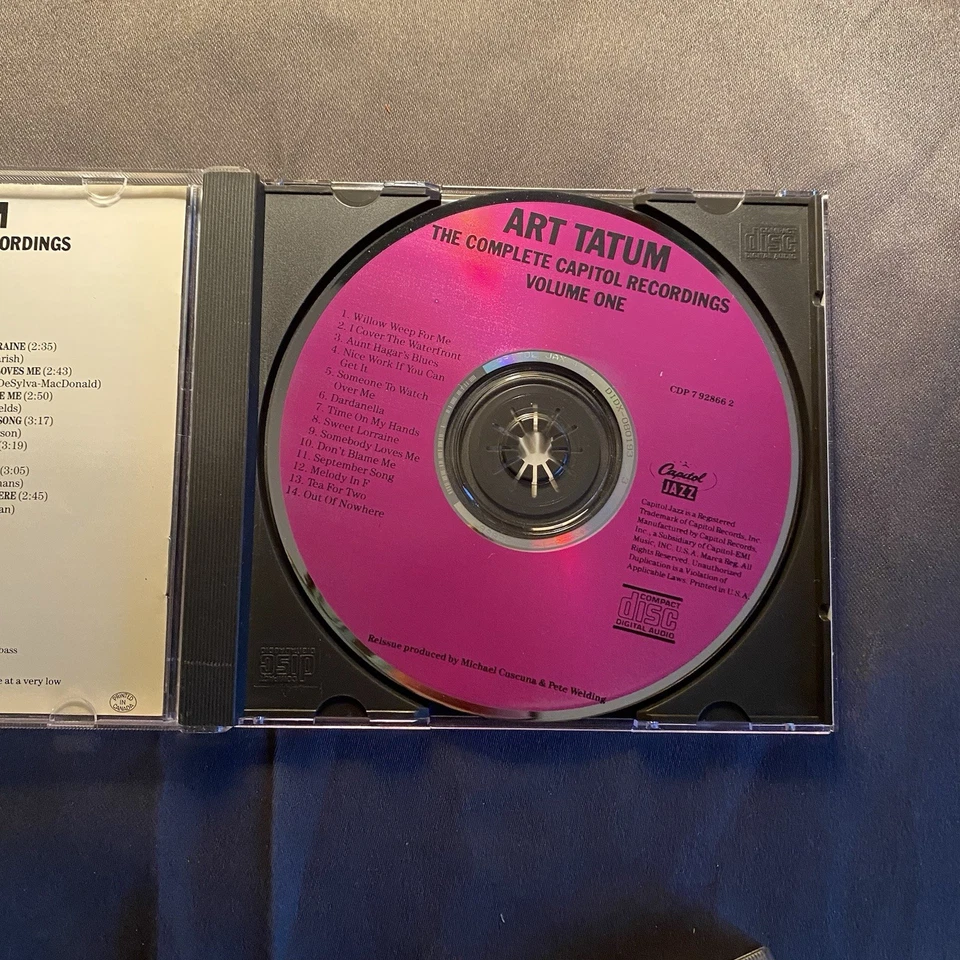 ORDINGS
RAINE (2:35)
arish)
LOVES ME (2:43)
DeSylva-MacDonald)
E ME (2:50)
elds)
SONG (3:17)
son)
(3:19)
(3:05)
mans)
ERE (2:45)
an)
bass
e at a very low
PRINTED
IN
CANADA
ART TATUM
THE COMPLETE CAPITOL RECORDINGS
VOLUME ONE
1. Willow Weep For Me
2. I Cover The Waterfront
3. Aunt Hagar's Blues
4. Nice Work If You Can
Get It
5. Someone To Watch
Over Me
6. Dardanella
7. Time On My Hands
8. Sweet Lorraine
9. Somebody Loves Me
10. Don't Blame Me
11. September Song
12. Melody In F
13. Tea For Two
14. Out Of Nowhere
CDP 7 92866 2
Capitol
JAZZ
Capitol Jazz is a Registered
Trademark of Capitol Records, Inc.
Manufactured by Capitol Records,
Inc., a Subsidiary of Capitol-EMI
Music, INC. U.S.A. Marca Reg. All
Rights Reserved. Unauthorized
Duplication is a Violation of
Applicable Laws. Printed in U.S.A.
COMPACT
disc
DIGITAL AUDIO
Reissue produced by Michael Cuscuna & Pete Welding
COMPACT
disc
DIGITAL AUDIO